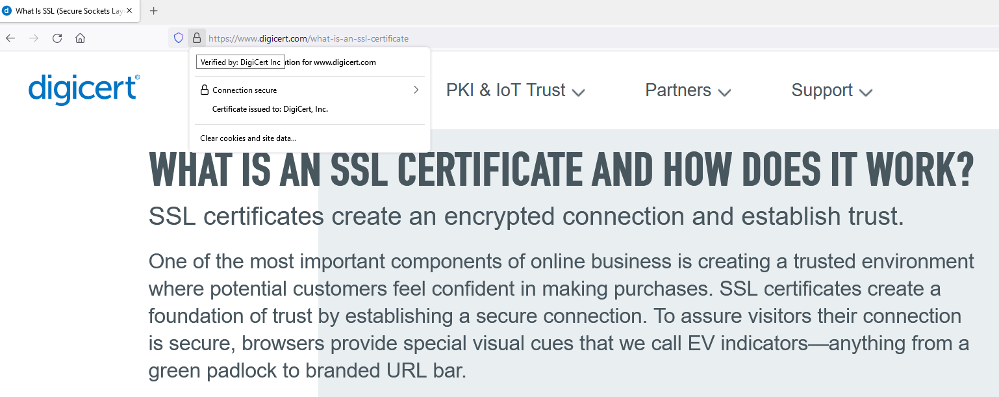 What Is SSL (Secure Sockets Lay
https://www.digicert.com/what-is-an-ssl-certificate
Verified by: DigiCert Inc
tion for www.digicert.com
Connection secure
Certificate issued to: DigiCert, Inc.
Clear cookies and site data...
digicert®
PKI & IoT Trust
Partners
Support
WHAT IS AN SSL CERTIFICATE AND HOW DOES IT WORK?
SSL certificates create an encrypted connection and establish trust.
One of the most important components of online business is creating a trusted environment
where potential customers feel confident in making purchases. SSL certificates create a
foundation of trust by establishing a secure connection. To assure visitors their connection
is secure, browsers provide special visual cues that we call EV indicators—anything from a
green padlock to branded URL bar.